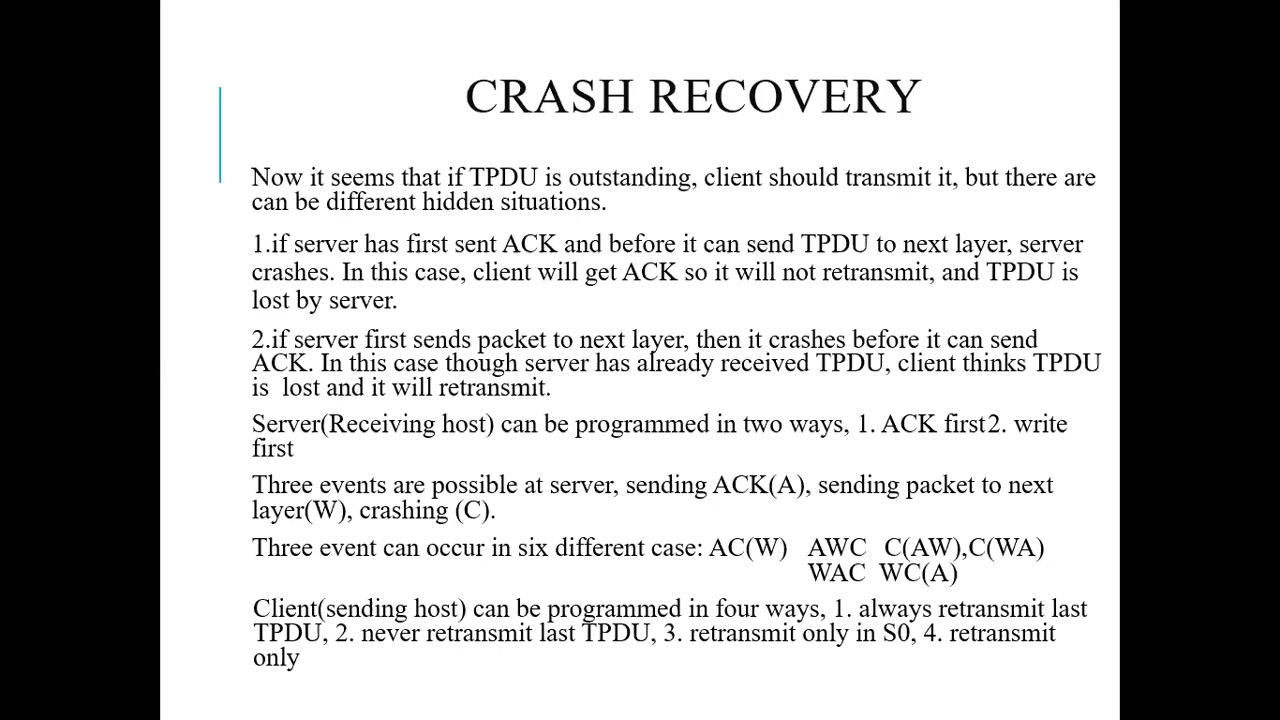 CRASH RECOVERY
Now it seems that if TPDU is outstanding, client should transmit it, but there are
can be different hidden situations.
1.if server has first sent ACK and before it can send TPDU to next layer, server
crashes. In this case, client will get ACK so it will not retransmit, and TPDU is
lost by server.
2.if server first sends packet to next layer, then it crashes before it can send
ACK. In this case though server has already received TPDU, client thinks TPDU
is  lost and it will retransmit.
Server(Receiving host) can be programmed in two ways, 1. ACK first2. write
first
Three events are possible at server, sending ACK(A), sending packet to next
layer(W), crashing (C).
Three event can occur in six different case: AC(W)   AWC   C(AW),C(WA)
WAC  WC(A)
Client(sending host) can be programmed in four ways, 1. always retransmit last
TPDU, 2. never retransmit last TPDU, 3. retransmit only in S0, 4. retransmit
only